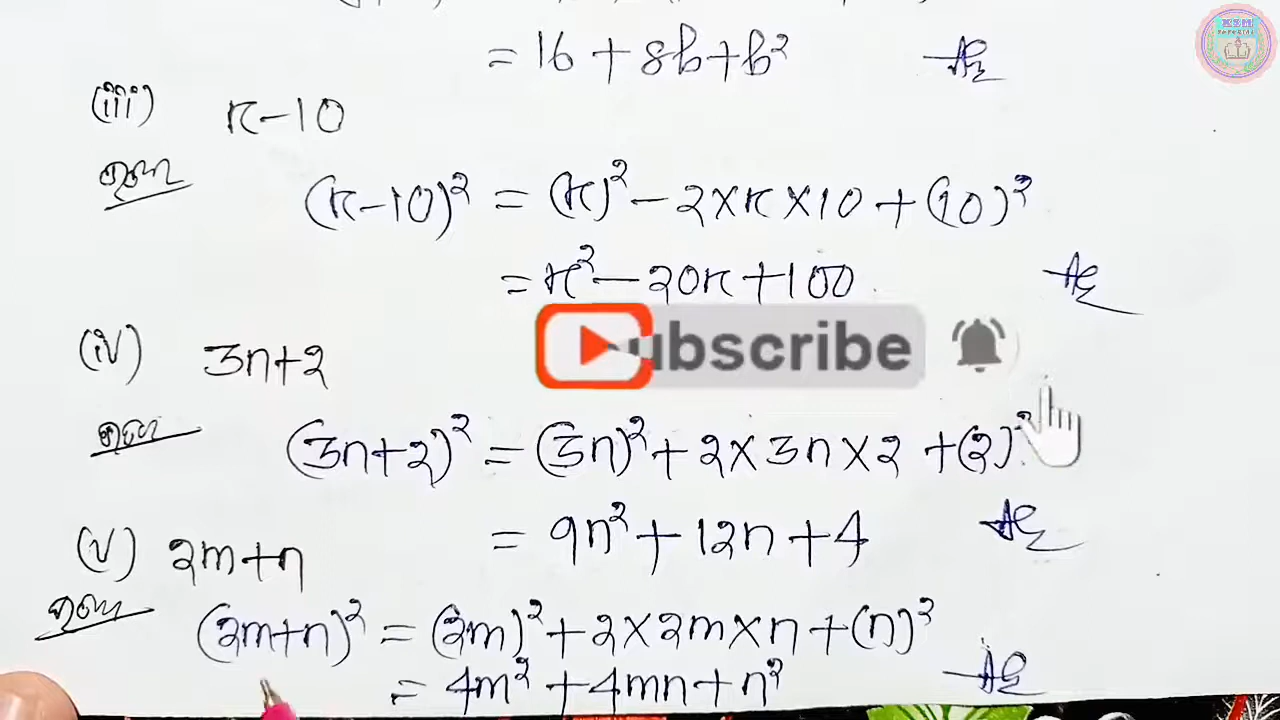 = 16 + 8b + b²
(iii) x-10
(x-10)² = (x)² - 2×x×10 + (10)²
= x² - 20x + 100
Subscribe
(iv) 3n+2
(3n+2)² = (3n)² + 2×3n×2 + (2)²
= 9n² + 12n + 4
(v) 2m+n
(2m+n)² = (2m)² + 2×2m×n + (n)²
= 4m² + 4mn + n²